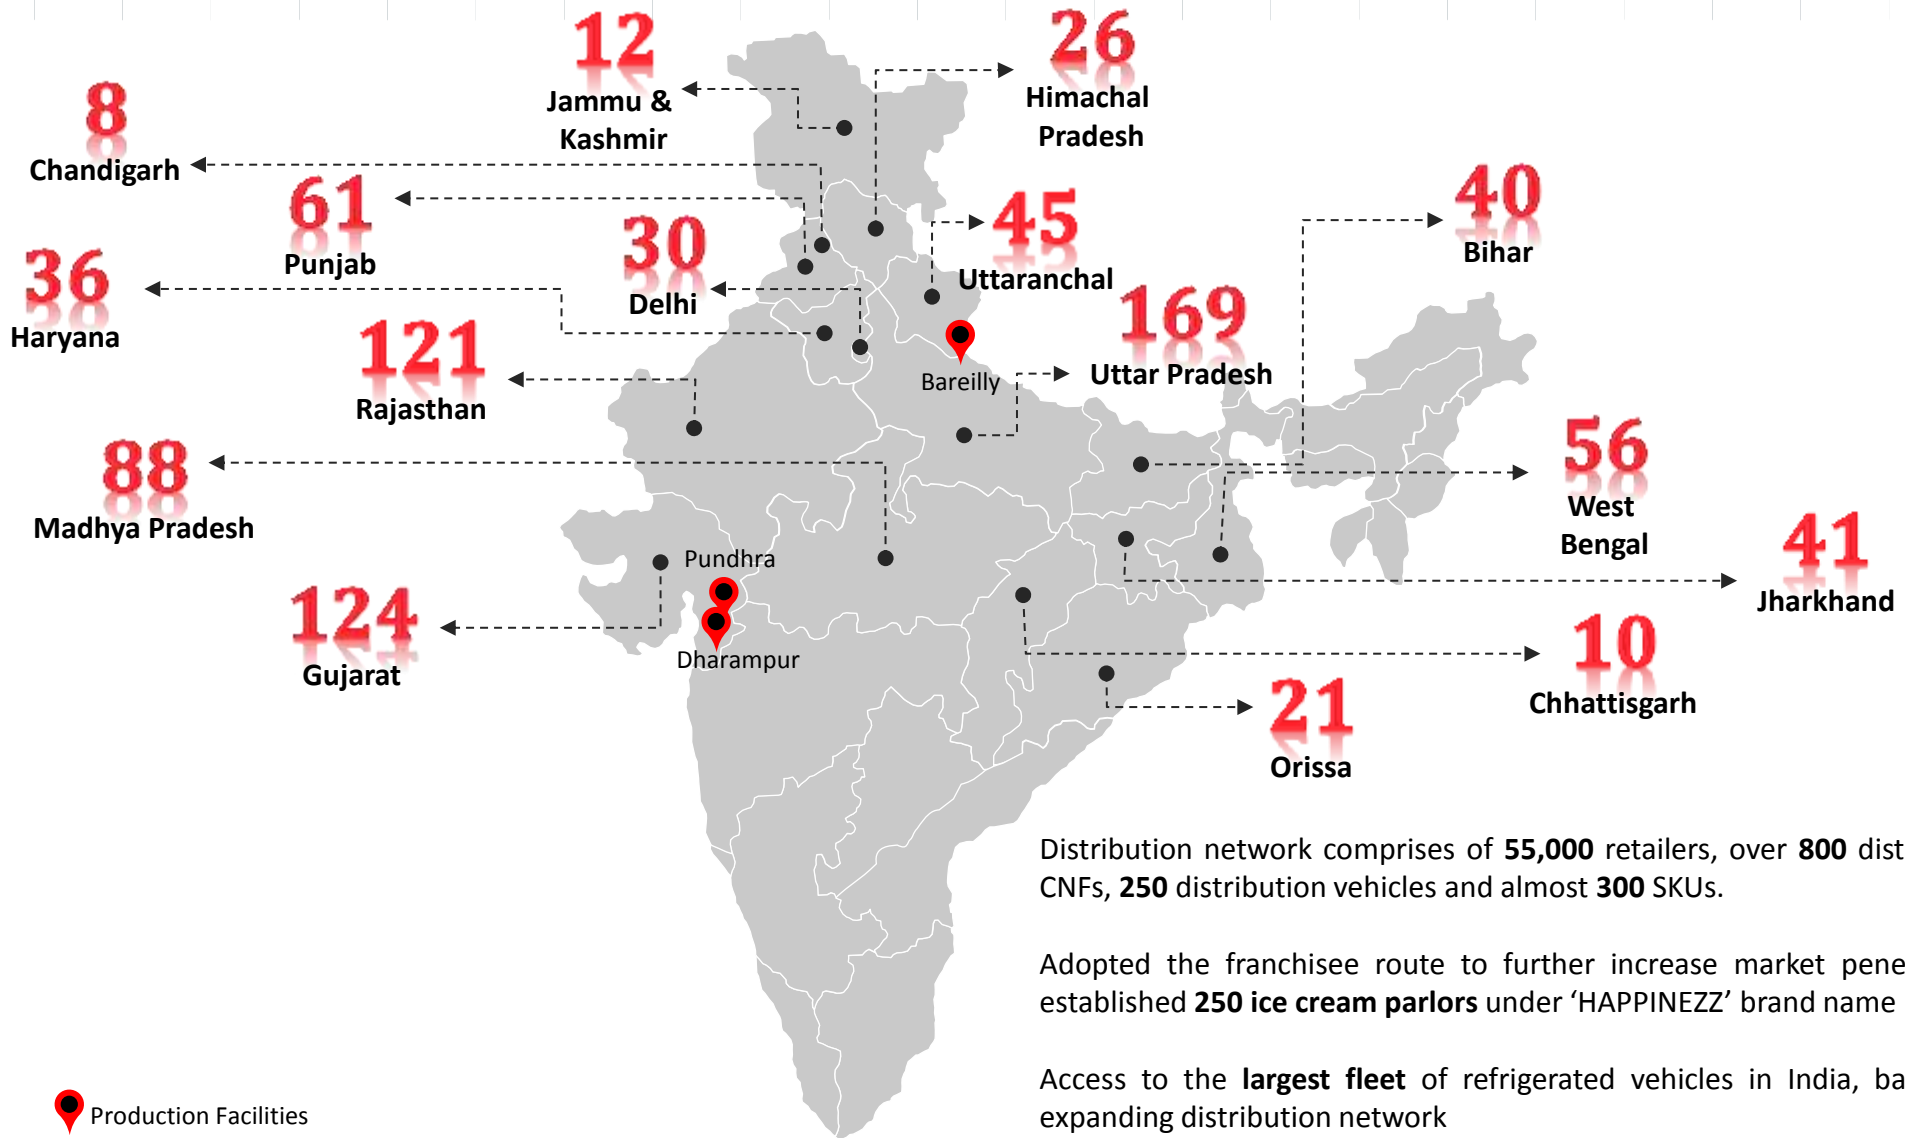 12
Jammu &
Kashmir
26
Himachal
Pradesh
8
Chandigarh
61
Punjab
30
Delhi
45
Uttaranchal
40
Bihar
36
Haryana
121
Rajasthan
169
Uttar Pradesh
Bareilly
88
Madhya Pradesh
56
West
Bengal
41
Jharkhand
Pundhra
124
Gujarat
Dharampur
10
Chhattisgarh
21
Orissa
Distribution network comprises of 55,000 retailers, over 800 dist
CNFs, 250 distribution vehicles and almost 300 SKUs.
Adopted the franchisee route to further increase market pene
established 250 ice cream parlors under ‘HAPPINEZZ’ brand name
Access to the largest fleet of refrigerated vehicles in India, ba
expanding distribution network
Production Facilities